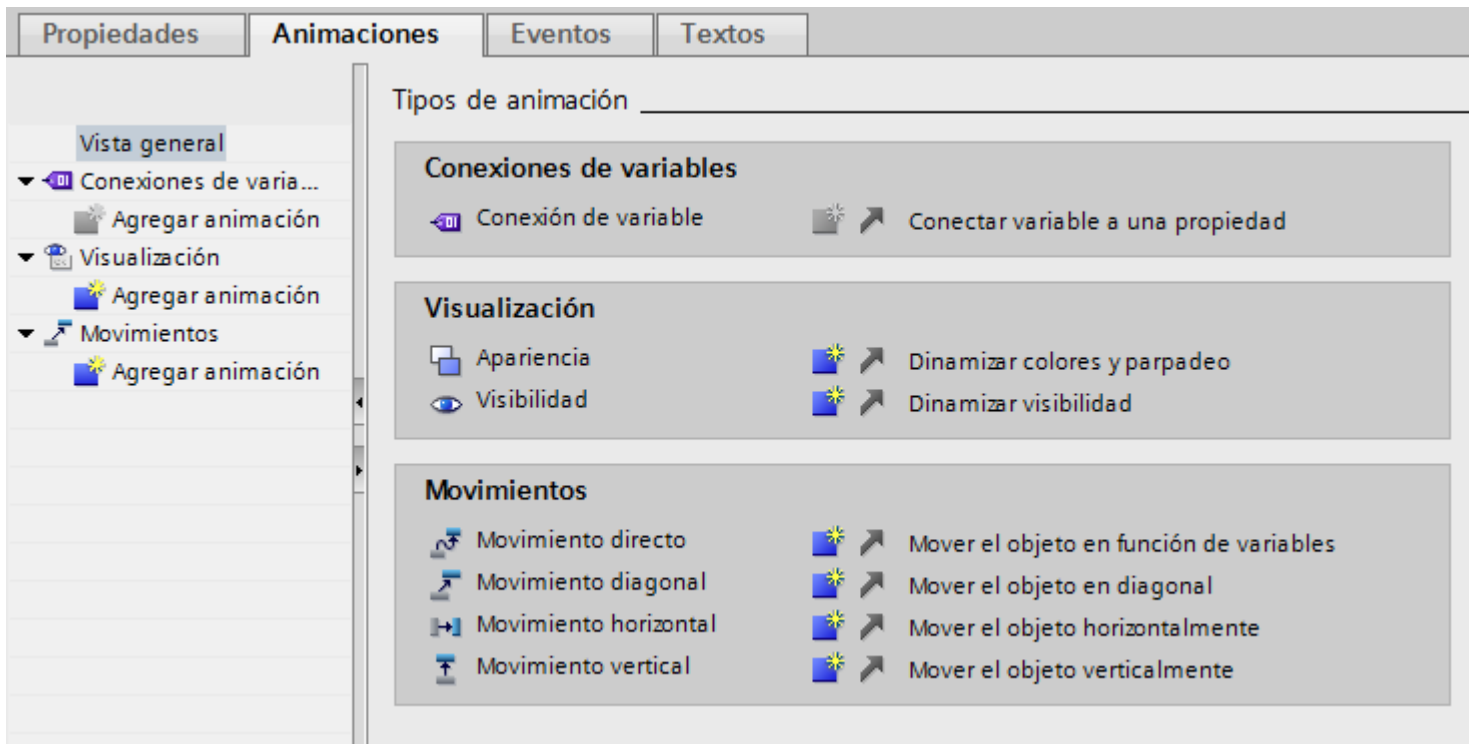 Propiedades Animaciones Eventos Textos
Tipos de animación
Vista general
Conexiones de varia...
Agregar animación
Visualización
Agregar animación
Movimientos
Agregar animación
Conexiones de variables
Conexión de variable Conectar variable a una propiedad
Visualización
Apariencia Dinamizar colores y parpadeo
Visibilidad Dinamizar visibilidad
Movimientos
Movimiento directo Mover el objeto en función de variables
Movimiento diagonal Mover el objeto en diagonal
Movimiento horizontal Mover el objeto horizontalmente
Movimiento vertical Mover el objeto verticalmente